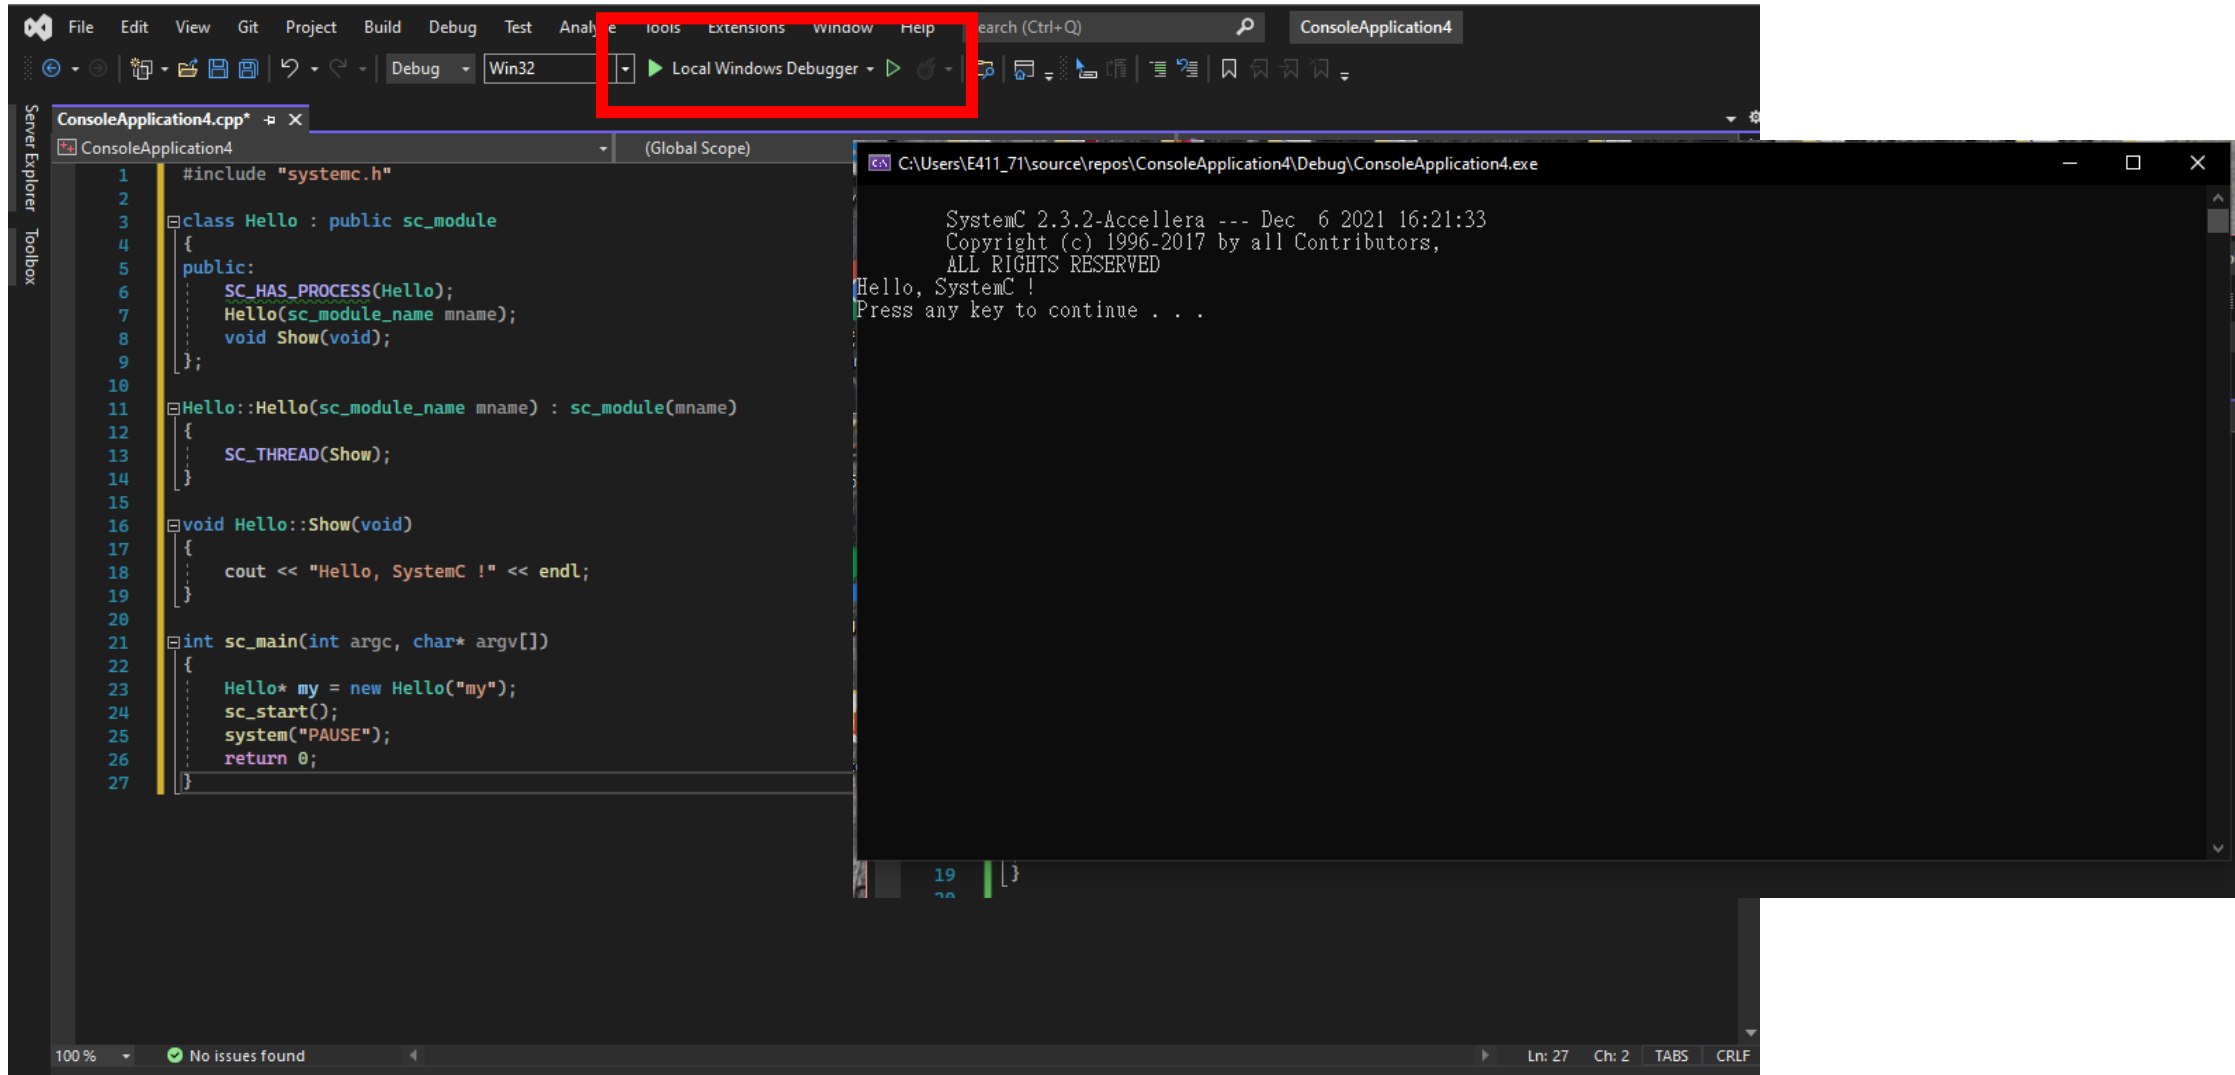 File Edit View Git Project Build Debug Test Analyze Tools Extensions Window Help Search (Ctrl+Q) ConsoleApplication4
Debug Win32 Local Windows Debugger
Server Explorer
Toolbox
ConsoleApplication4.cpp*
ConsoleApplication4 (Global Scope)
1 #include "systemc.h"
2
3 class Hello : public sc_module
4 {
5 public:
6 SC_HAS_PROCESS(Hello);
7 Hello(sc_module_name mname);
8 void Show(void);
9 };
10
11 Hello::Hello(sc_module_name mname) : sc_module(mname)
12 {
13 SC_THREAD(Show);
14 }
15
16 void Hello::Show(void)
17 {
18 cout << "Hello, SystemC !" << endl;
19 }
20
21 int sc_main(int argc, char* argv[])
22 {
23 Hello* my = new Hello("my");
24 sc_start();
25 system("PAUSE");
26 return 0;
27 }
C:\Users\E411_71\source\repos\ConsoleApplication4\Debug\ConsoleApplication4.exe
SystemC 2.3.2-Accellera --- Dec  6 2021 16:21:33
Copyright (c) 1996-2017 by all Contributors,
ALL RIGHTS RESERVED
Hello, SystemC !
Press any key to continue . . .
19 }
100 % No issues found Ln: 27 Ch: 2 TABS CRLF